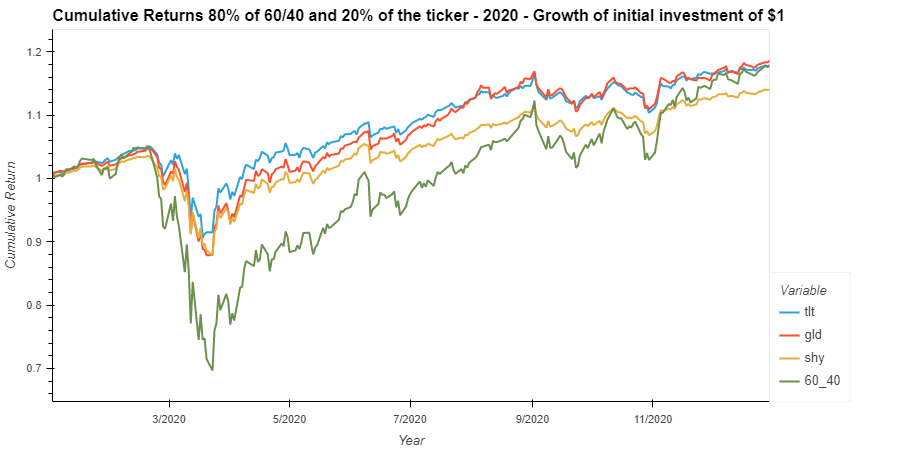 Cumulative Returns 80% of 60/40 and 20% of the ticker - 2020 - Growth of initial investment of $1
1.2
1.1
1
0.9
0.8
0.7
Cumulative Return
3/2020
5/2020
7/2020
9/2020
11/2020
Year
Variable
tlt
gld
shy
60_40